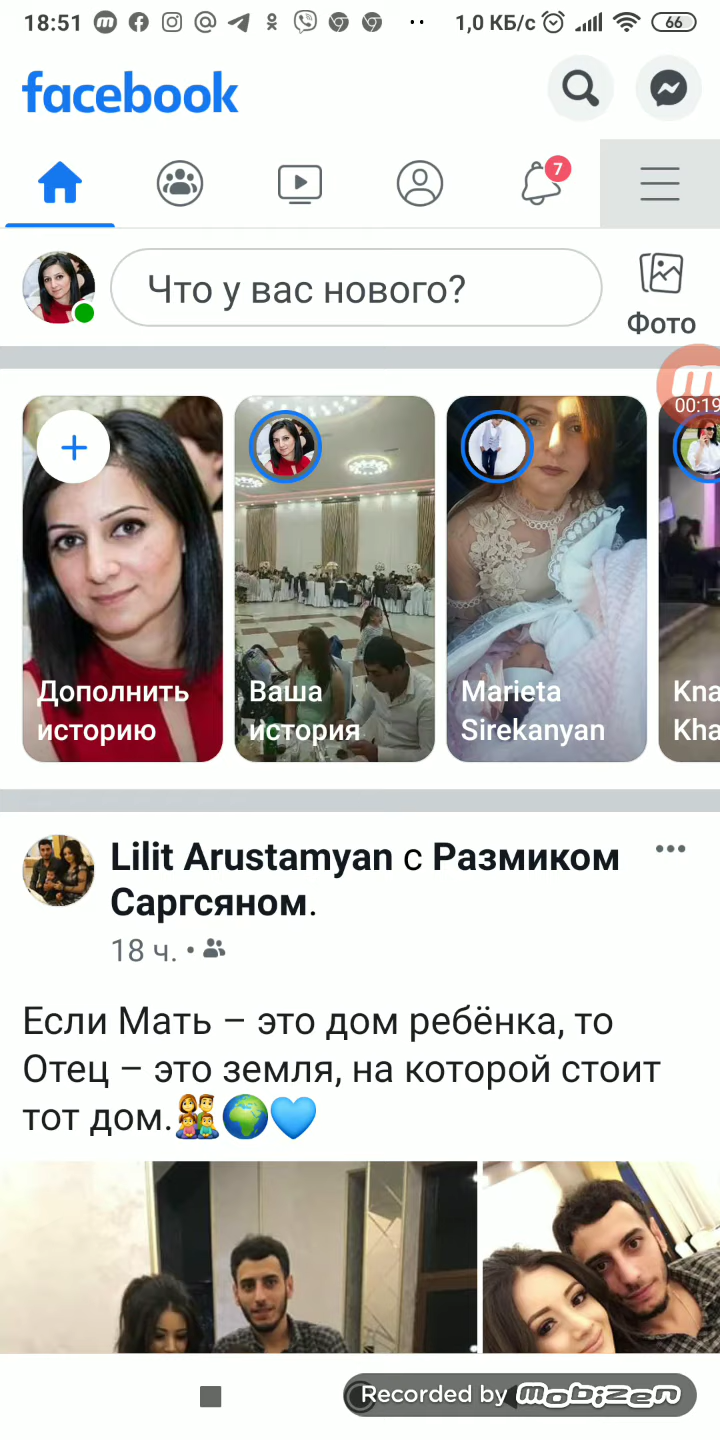 18:51 1,0 КБ/с 66
facebook
7
Что у вас нового?
Фото
00:19
Дополнить
историю
Ваша
история
Marieta
Sirekanyan
Kna
Kha
Lilit Arustamyan с Размиком
Саргсяном.
18 ч.
Если Мать – это дом ребёнка, то
Отец – это земля, на которой стоит
тот дом.
Recorded by mobizen